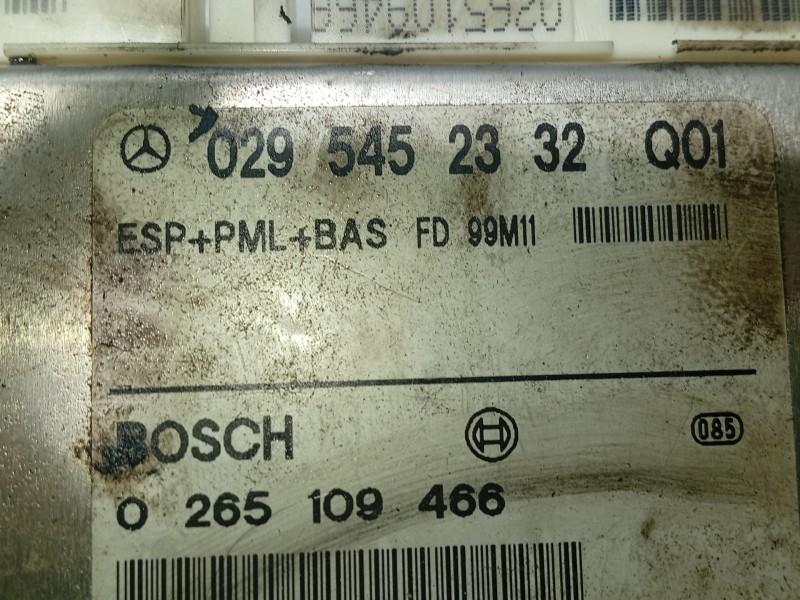 0265109466
029 545 23 32 Q01
ESP+PML+BAS FD 99M11
BOSCH
085
0 265 109 466